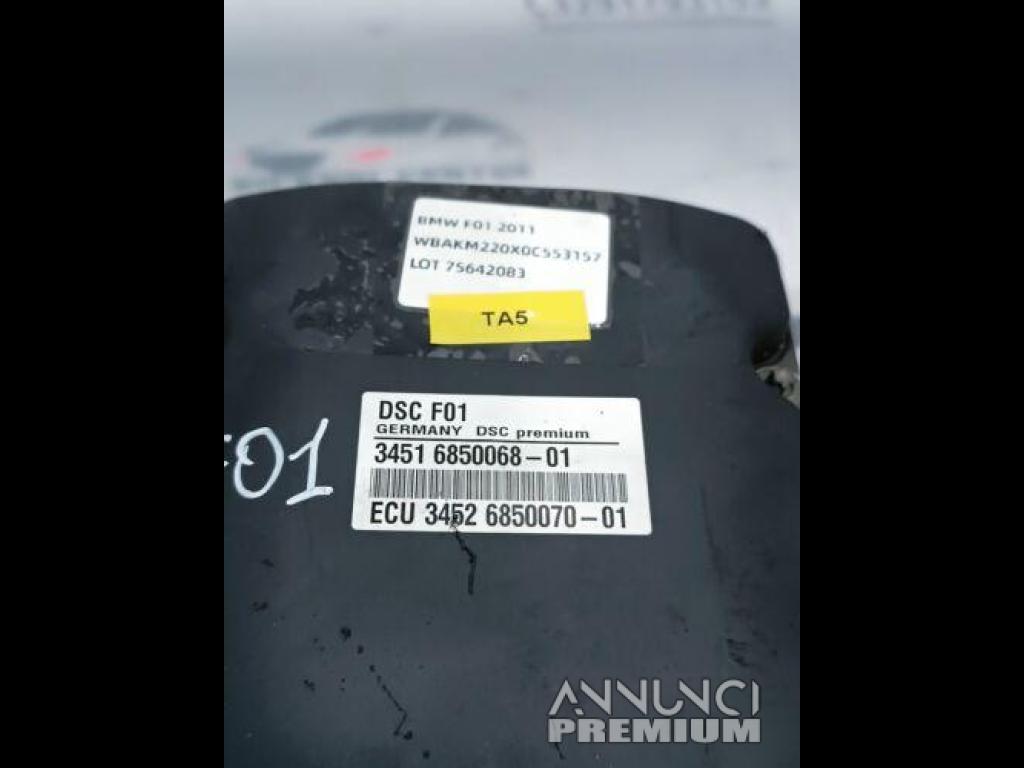 BMW F01 2011
WBAKM220X0C553157
LOT 75642083
TA5
DSC F01
GERMANY DSC premium
3451 6850068-01
ECU 3452 6850070-01
F01
ANNUNCI
PREMIUM